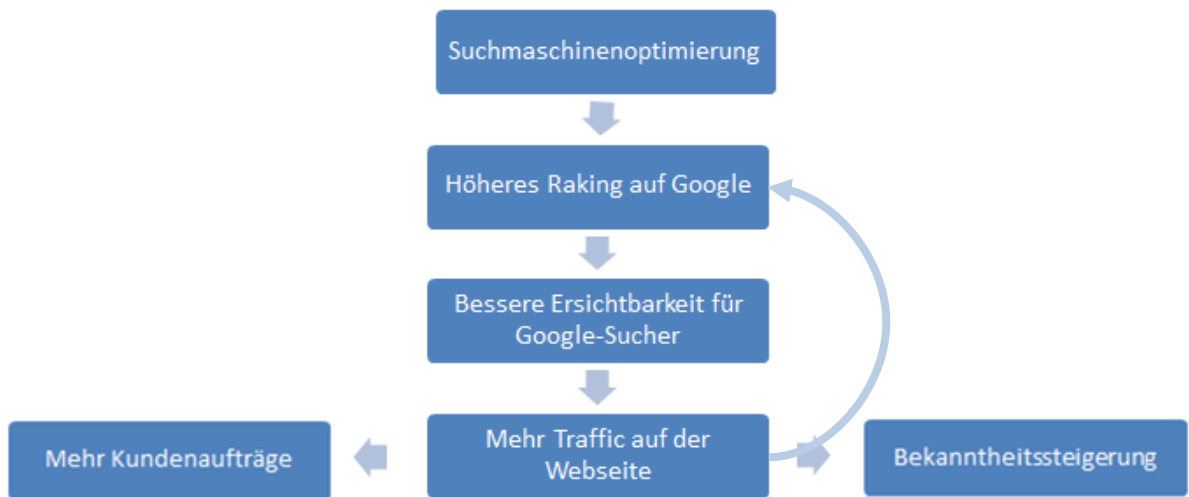 Suchmaschinenoptimierung
Höheres Raking auf Google
Bessere Ersichtbarkeit für
Google-Sucher
Mehr Traffic auf der
Webseite
Mehr Kundenaufträge
Bekanntheitssteigerung